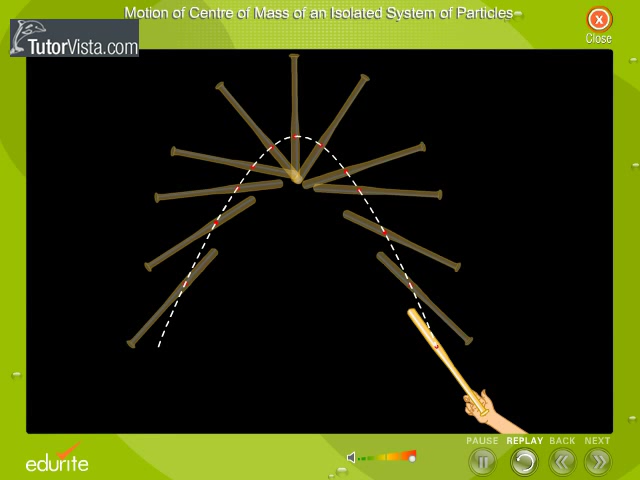 Motion of Centre of Mass of an Isolated System of Particles
TutorVista.com
Close
PAUSE REPLAY BACK NEXT
edurite